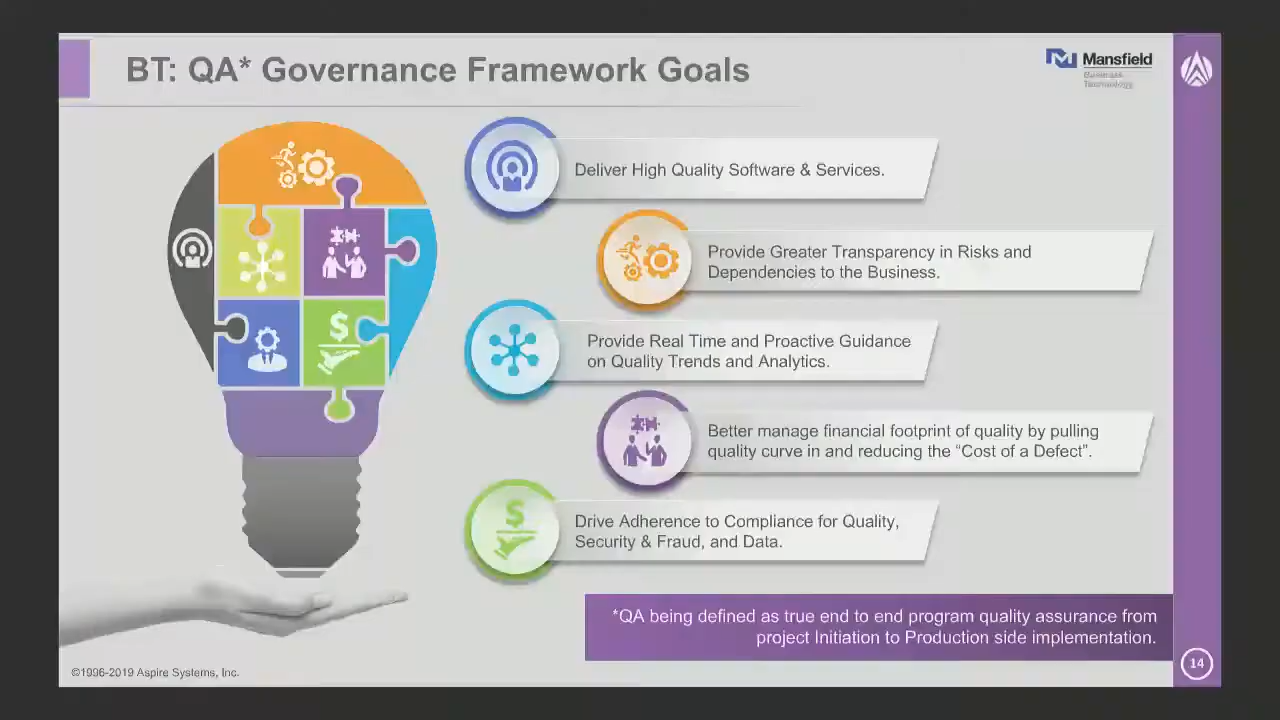 BT: QA* Governance Framework Goals
Mansfield
Business
Technology
Deliver High Quality Software & Services.
Provide Greater Transparency in Risks and
Dependencies to the Business.
Provide Real Time and Proactive Guidance
on Quality Trends and Analytics.
Better manage financial footprint of quality by pulling
quality curve in and reducing the “Cost of a Defect”.
Drive Adherence to Compliance for Quality,
Security & Fraud, and Data.
*QA being defined as true end to end program quality assurance from
project Initiation to Production side implementation.
©1996-2019 Aspire Systems, Inc.
14
$
$